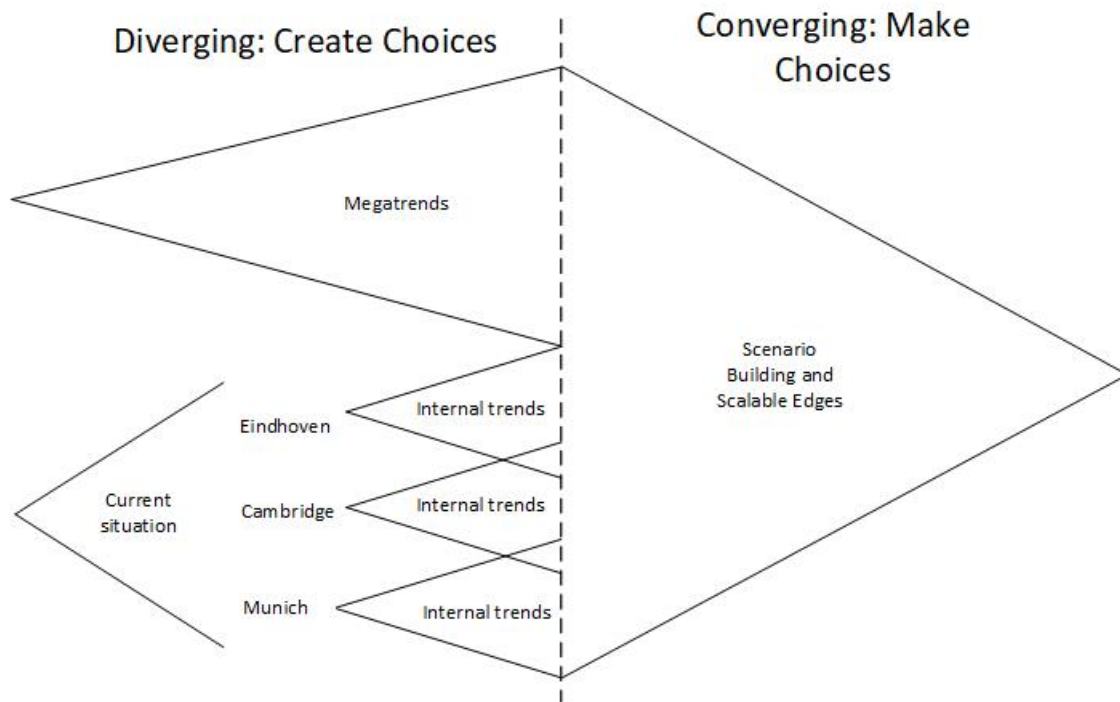 Diverging: Create Choices
Converging: Make
Choices
Megatrends
Scenario
Building and
Scalable Edges
Internal trends
Eindhoven
Current
situation
Internal trends
Cambridge
Internal trends
Munich